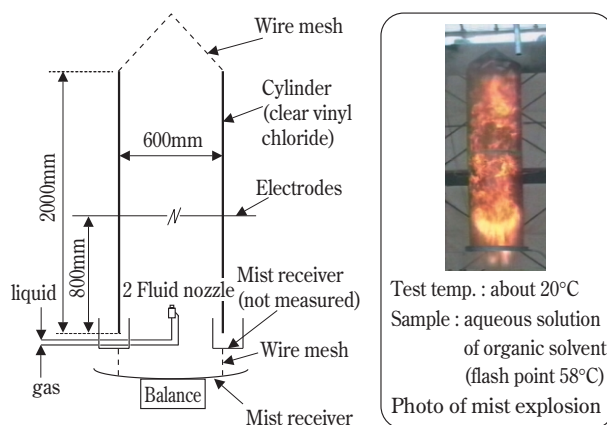 Wire mesh
Cylinder
(clear vinyl
chloride)
600mm
2000mm
Electrodes
800mm
2 Fluid nozzle
Mist receiver
(not measured)
liquid
Wire mesh
gas
Balance
Mist receiver
Test temp. : about 20°C
Sample : aqueous solution
of organic solvent
(flash point 58°C)
Photo of mist explosion